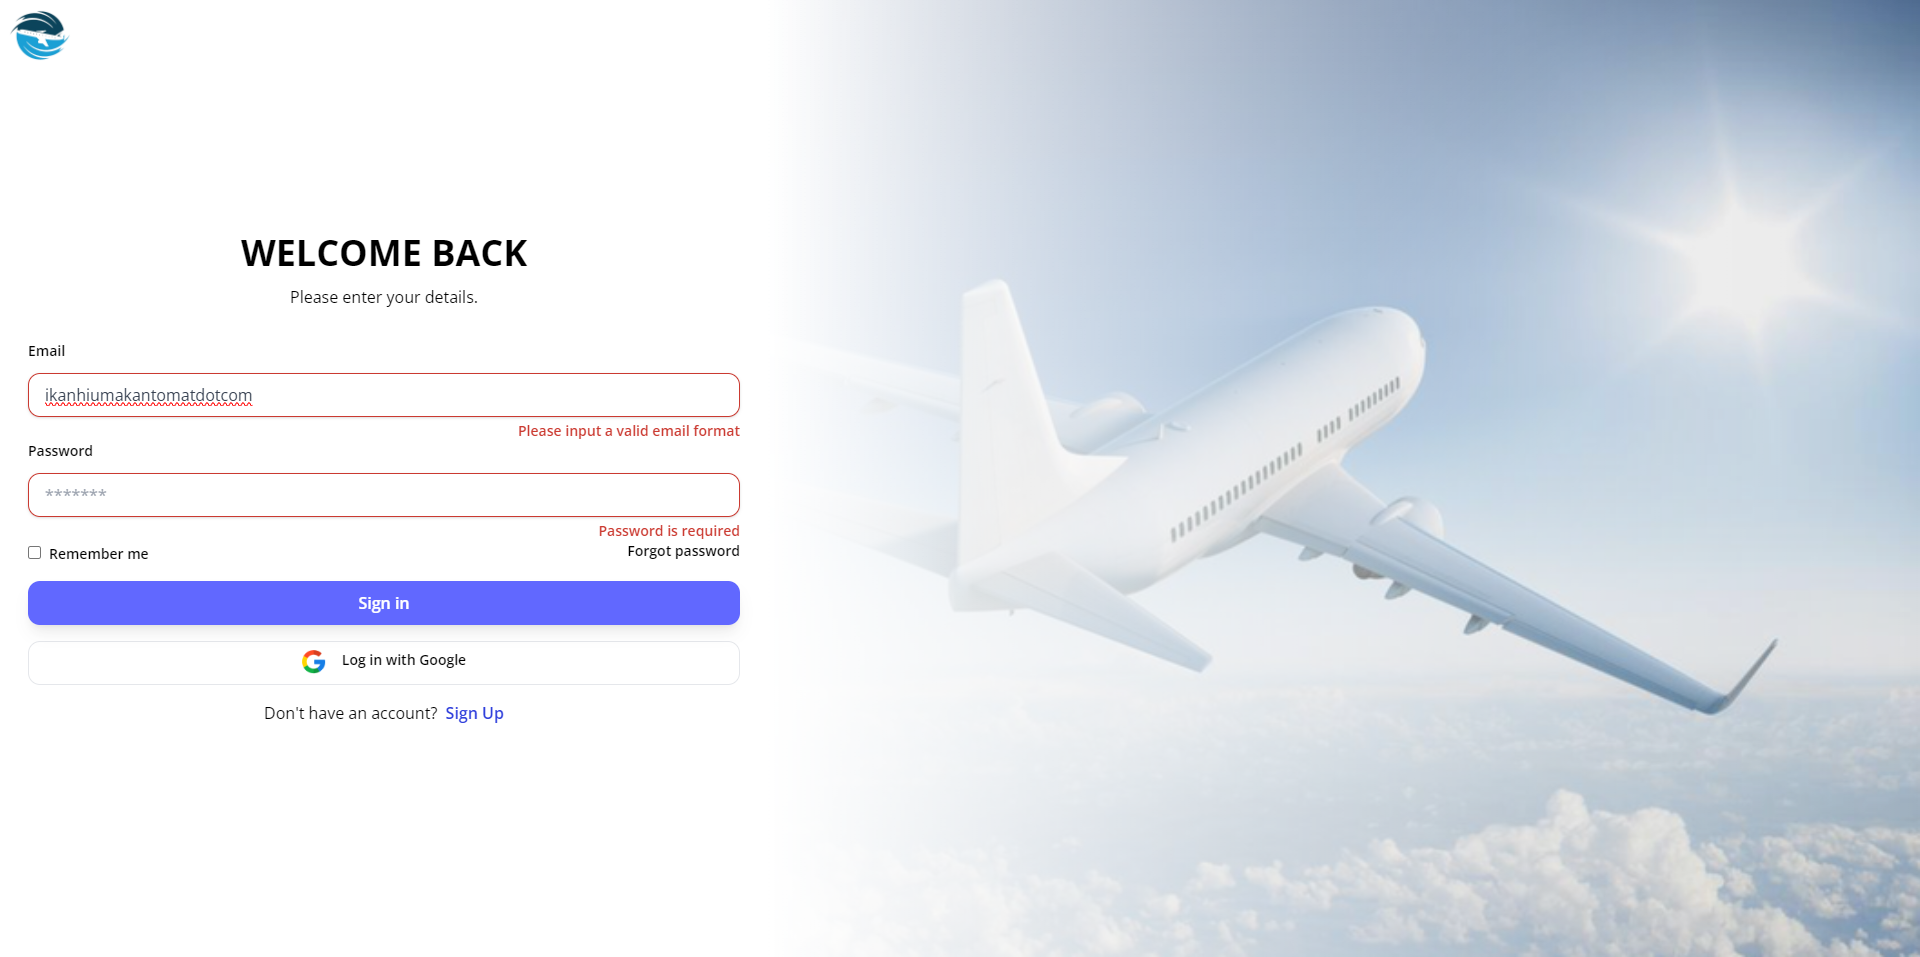 WELCOME BACK
Please enter your details.
Email
ikanhiumakantomatdotcom
Please input a valid email format
Password
*******
Password is required
Remember me
Forgot password
Sign in
Log in with Google
Don't have an account? Sign Up